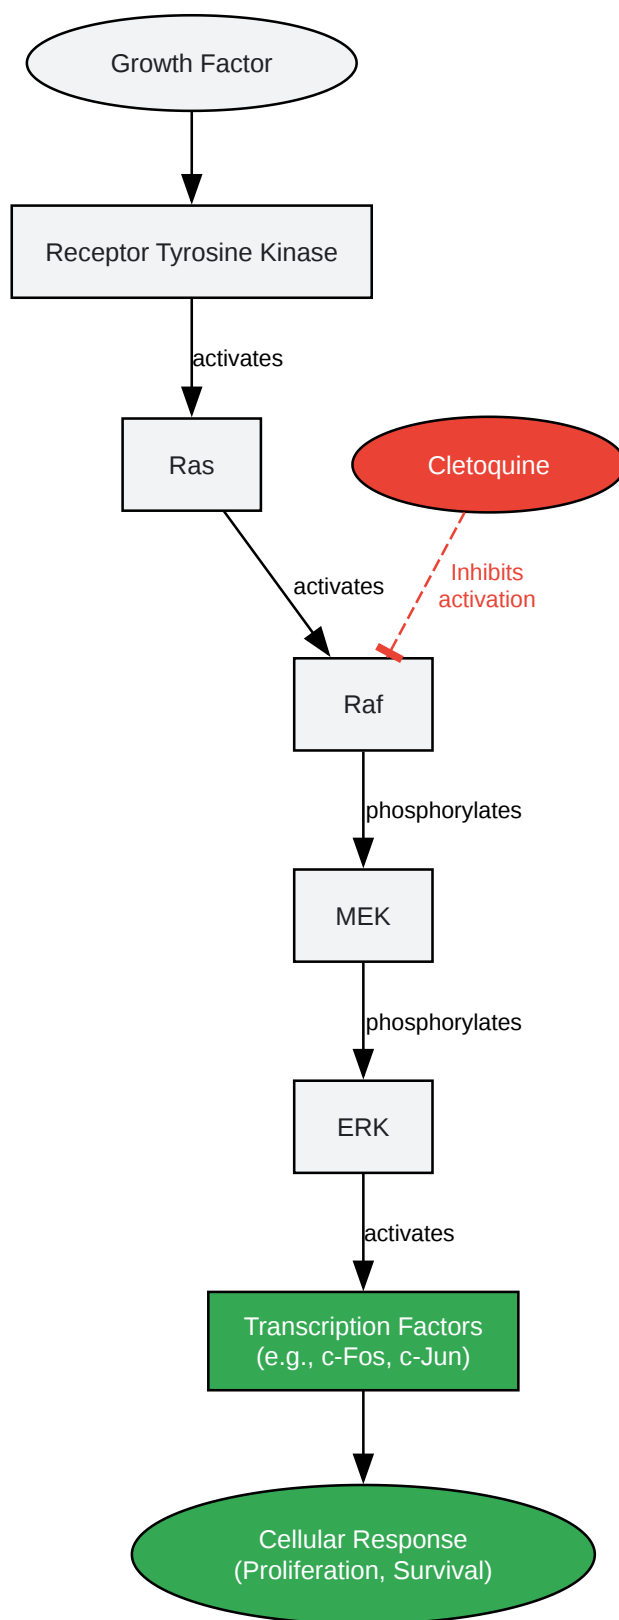 Growth Factor
Receptor Tyrosine Kinase
activates
Ras
Cletoquine
activates
Inhibits
activation
Raf
phosphorylates
MEK
phosphorylates
ERK
activates
Transcription Factors
(e.g., c-Fos, c-Jun)
Cellular Response
(Proliferation, Survival)